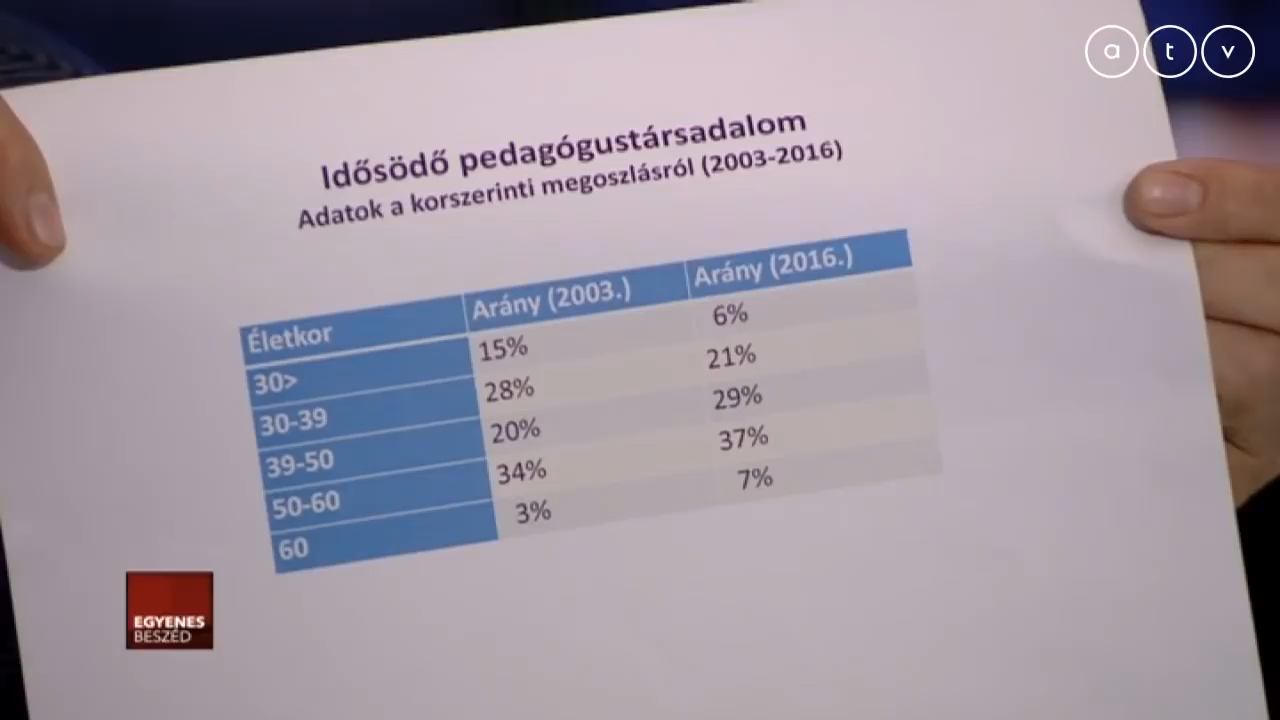 a t v
Idősödő pedagógustársadalom
Adatok a korszerinti megoszlásról (2003-2016)
Életkor Arány (2003.) Arány (2016.)
30> 15% 6%
30-39 28% 21%
39-50 20% 29%
50-60 34% 37%
60 3% 7%
EGYENES
BESZÉD